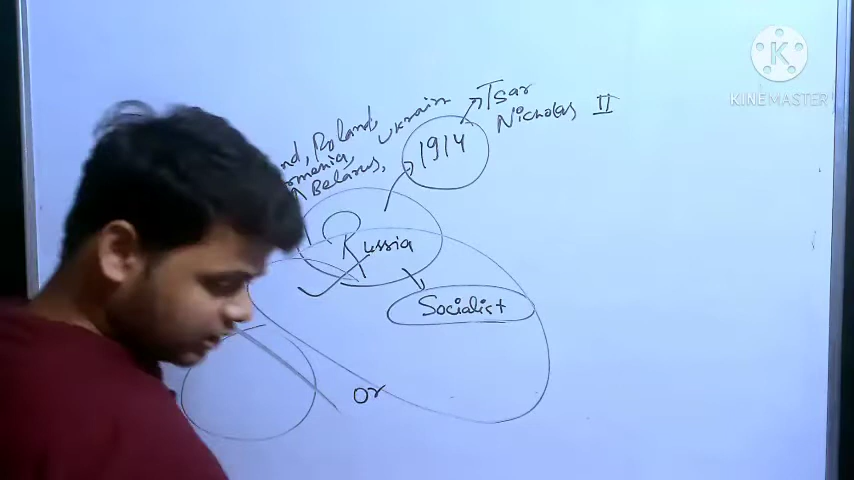 Tsar
Nicholas II
Poland, Ukrain
Belarus,
1914
Russia
Socialist
or
K
KINEMASTER